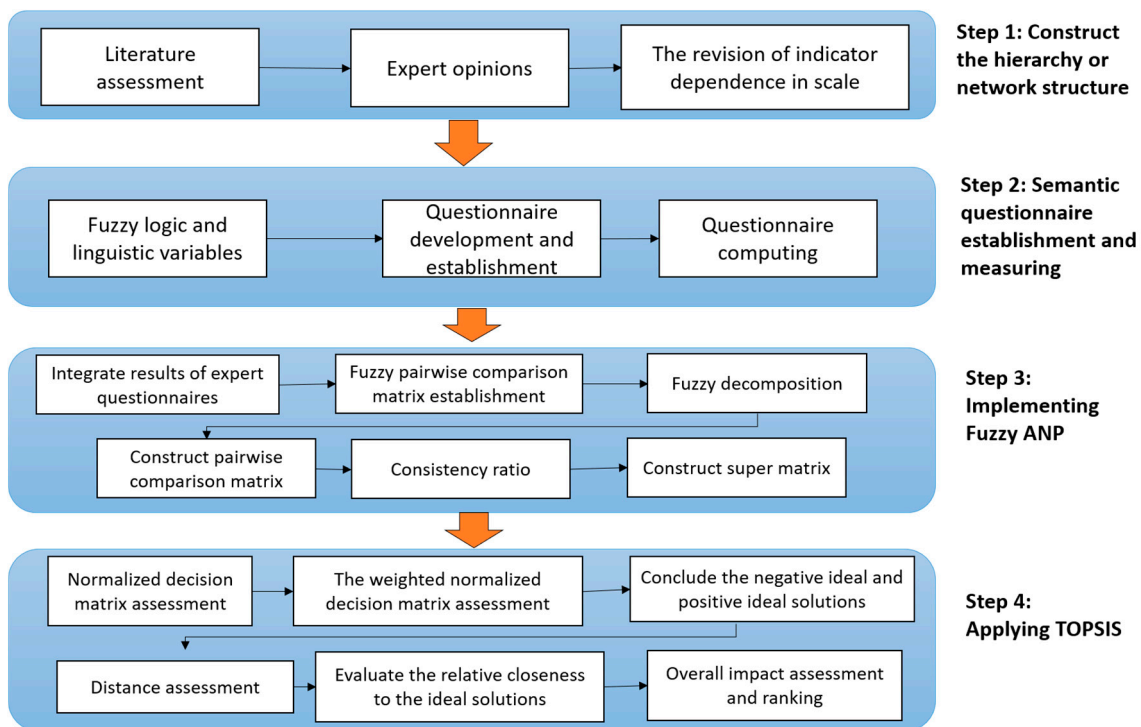 Literature
assessment
Expert opinions
The revision of indicator
dependence in scale
Step 1: Construct
the hierarchy or
network structure
Fuzzy logic and
linguistic variables
Questionnaire
development and
establishment
Questionnaire
computing
Step 2: Semantic
questionnaire
establishment and
measuring
Integrate results of expert
questionnaires
Fuzzy pairwise comparison
matrix establishment
Fuzzy decomposition
Construct pairwise
comparison matrix
Consistency ratio
Construct super matrix
Step 3:
Implementing
Fuzzy ANP
Normalized decision
matrix assessment
The weighted normalized
decision matrix assessment
Conclude the negative ideal and
positive ideal solutions
Distance assessment
Evaluate the relative closeness
to the ideal solutions
Overall impact assessment
and ranking
Step 4:
Applying TOPSIS